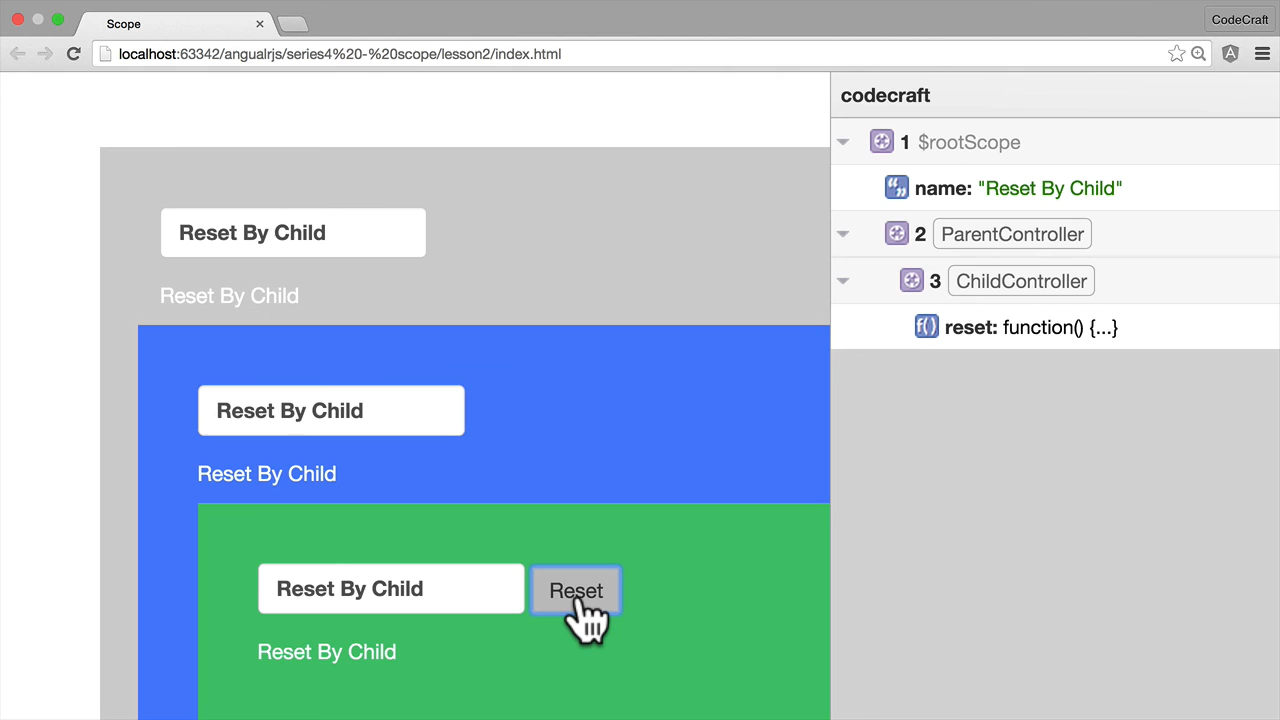 Scope
CodeCraft
localhost:63342/angualrjs/series4%20-%20scope/lesson2/index.html
codecraft
1 $rootScope
name: "Reset By Child"
2 ParentController
3 ChildController
reset: function() {...}
Reset By Child
Reset By Child
Reset By Child
Reset By Child
Reset By Child
Reset
Reset By Child